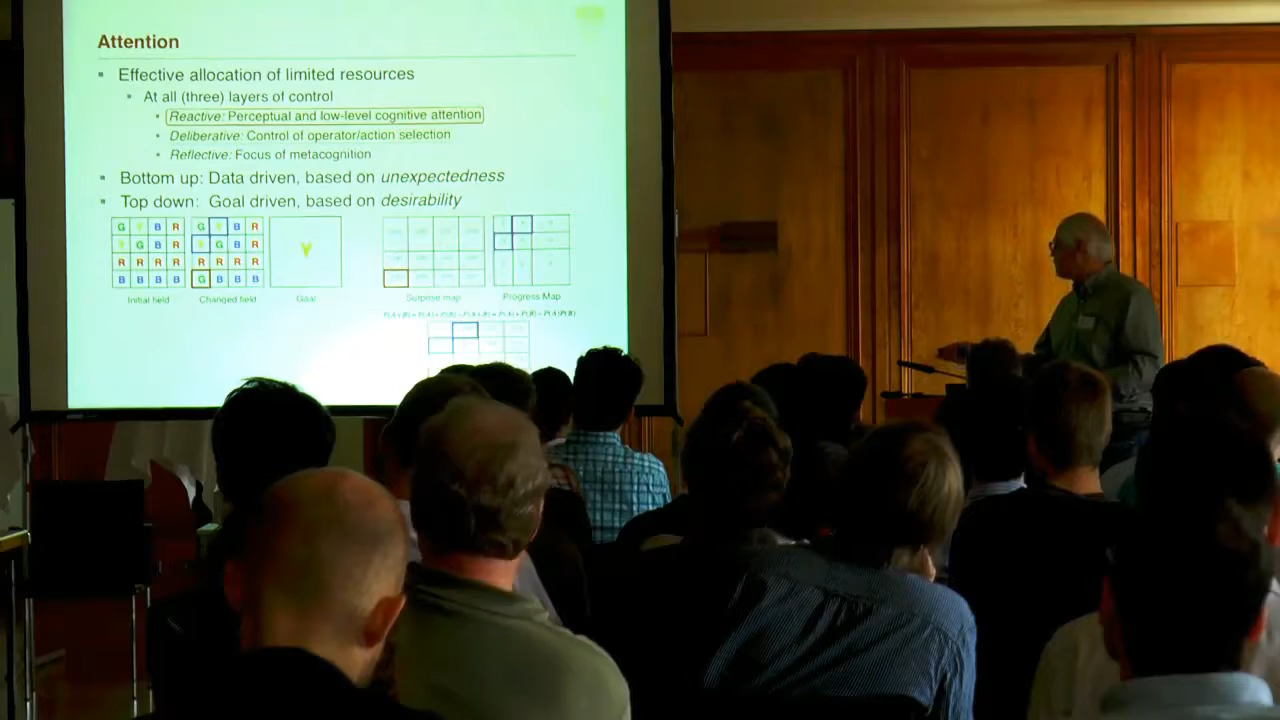 Attention
Effective allocation of limited resources
At all (three) layers of control
Reactive: Perceptual and low-level cognitive attention
Deliberative: Control of operator/action selection
Reflective: Focus of metacognition
Bottom up: Data driven, based on unexpectedness
Top down: Goal driven, based on desirability
G Y B R G Y B R
Y G B R Y G B R
R R R R R R R R
B B B B G B B B
Y
Initial field Changed field Goal Surprise map Progress Map